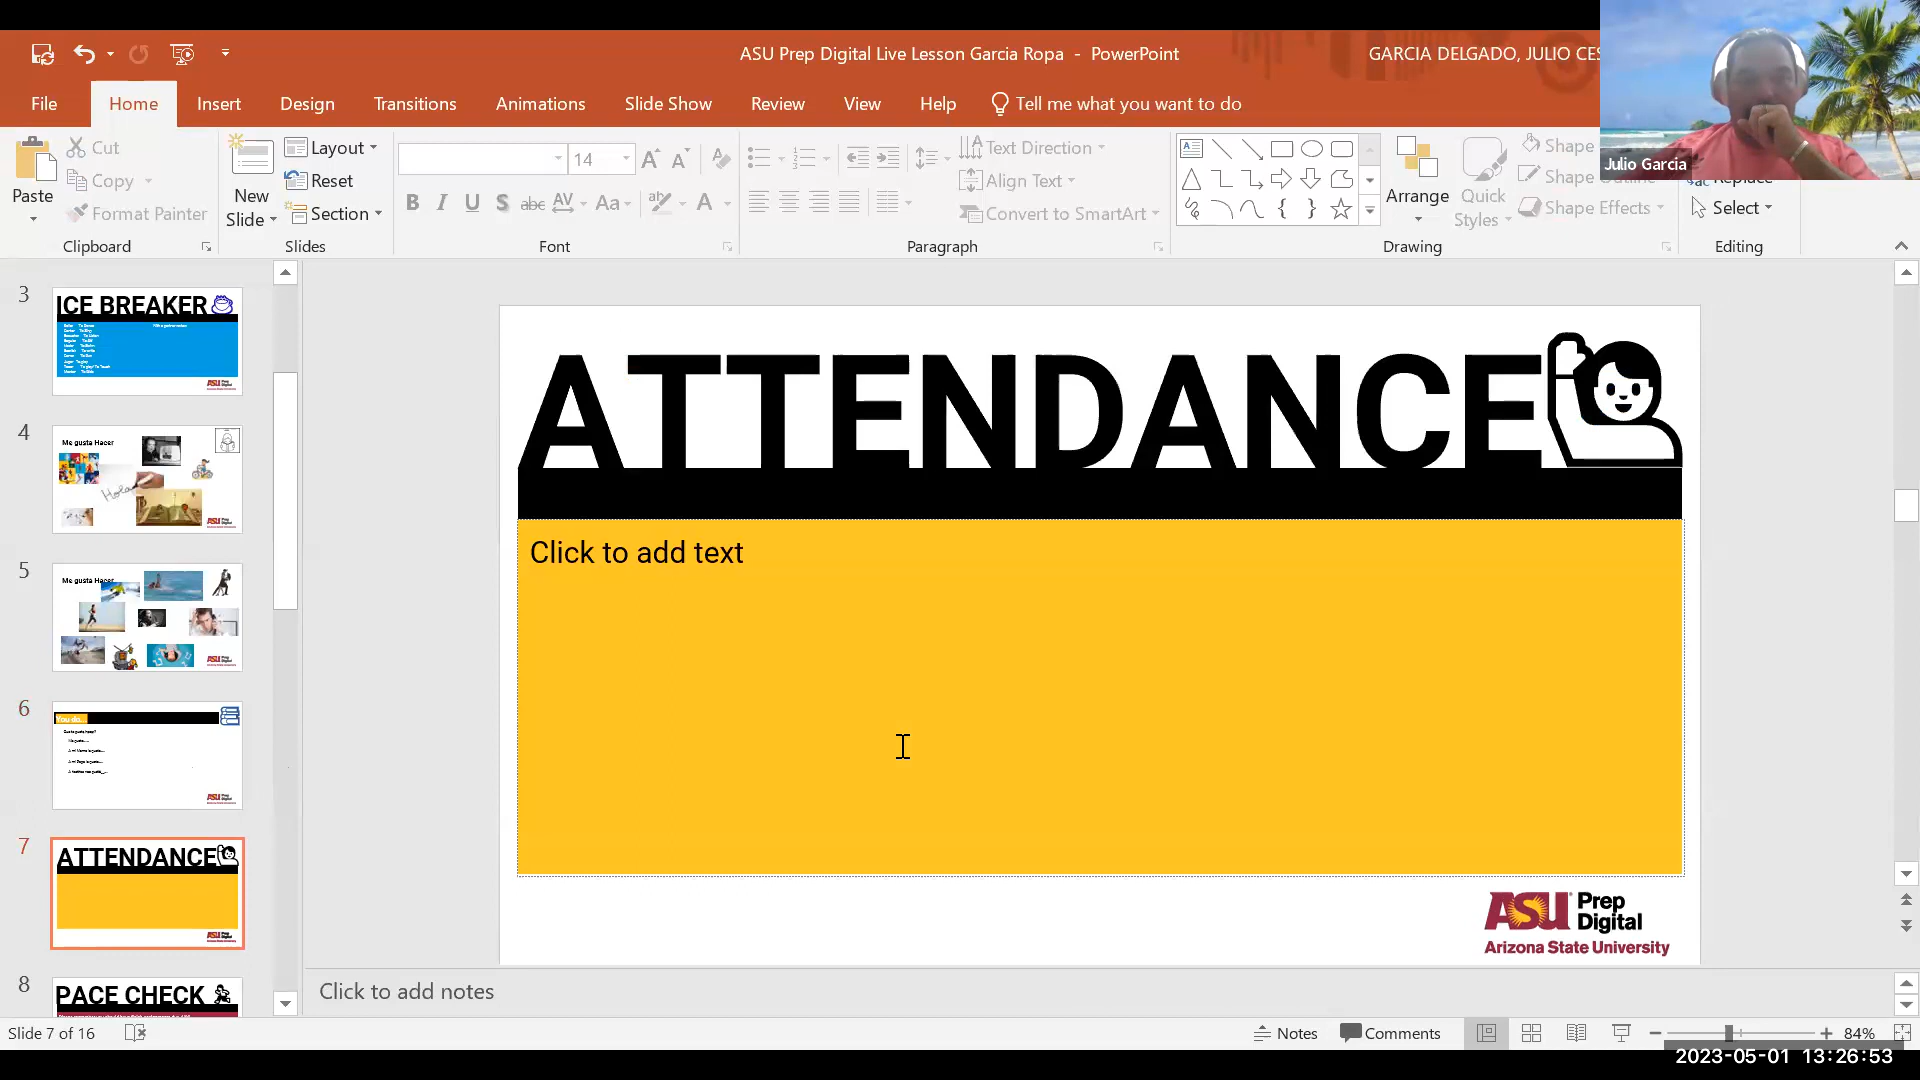 ASU Prep Digital Live Lesson Garcia Ropa - PowerPoint
GARCIA DELGADO, JULIO CES
File
Home
Insert
Design
Transitions
Animations
Slide Show
Review
View
Help
Tell me what you want to do
Julio Garcia
Paste
Cut
Copy
Format Painter
Clipboard
New
Slide
Layout
Reset
Section
Slides
14
Font
Text Direction
Align Text
Convert to SmartArt
Paragraph
Arrange
Quick
Styles
Shape
Shape Outline
Shape Effects
Drawing
Replace
Select
Editing
3
ICE BREAKER
4
Me gusta Hacer
Hola
5
Me gusta Hacer
6
You do..
7
ATTENDANCE
8
PACE CHECK
ATTENDANCE
Click to add text
ASU Prep
Digital
Arizona State University
Click to add notes
Slide 7 of 16
Notes
Comments
84%
2023-05-01 13:26:53